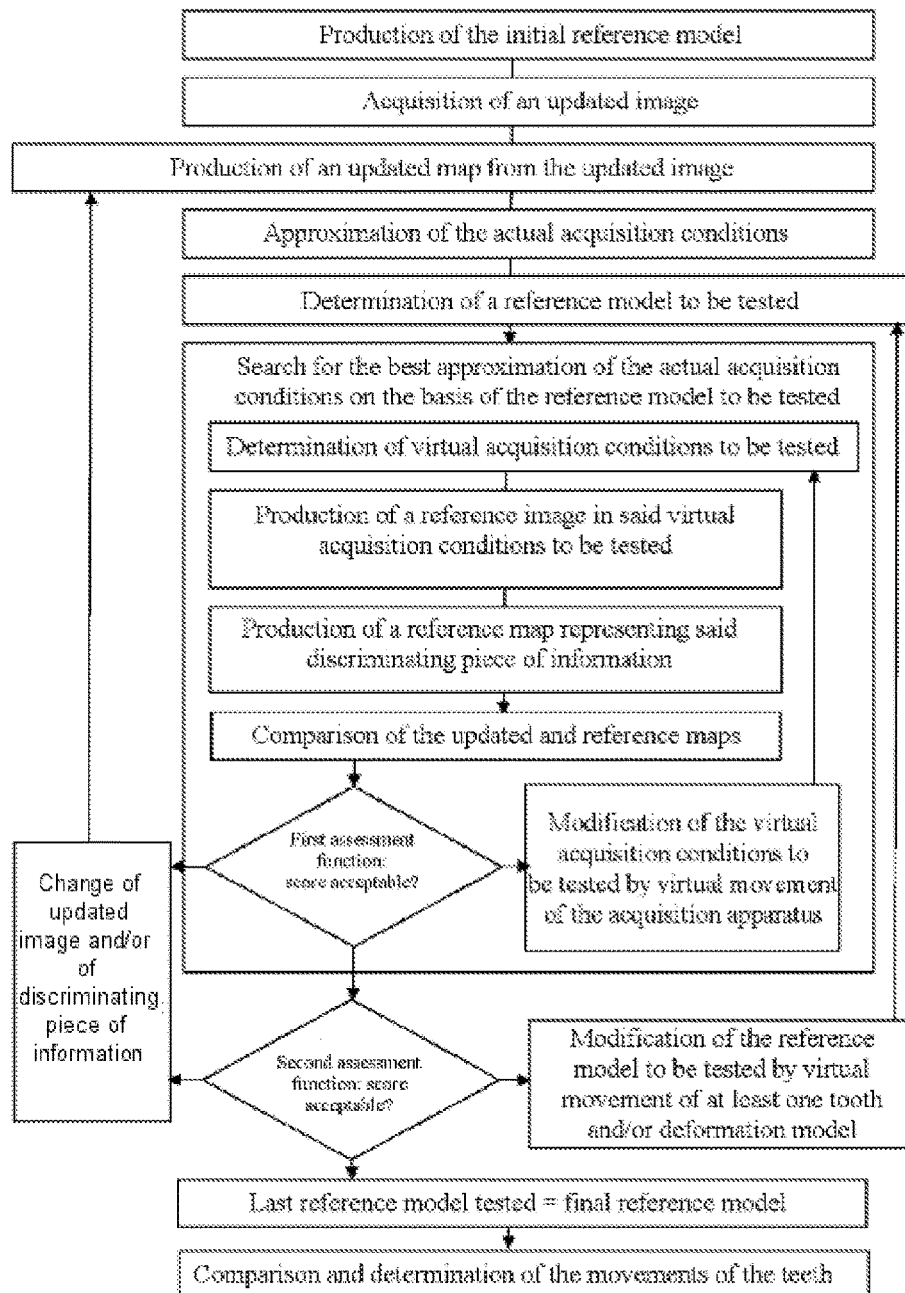 Production of the initial reference model
Acquisition of an updated image
Production of an updated map from the updated image
Approximation of the actual acquisition conditions
Determination of a reference model to be tested
Search for the best approximation of the actual acquisition
conditions on the basis of the reference model to be tested
Determination of virtual acquisition conditions to be tested
Production of a reference image in said virtual
acquisition conditions to be tested
Production of a reference map representing said
discriminating piece of information
Comparison of the updated and reference maps
First assessment
function:
score acceptable?
Modification of the virtual
acquisition conditions to
be tested by virtual movement
of the acquisition apparatus
Change of
updated
image and/or
of
discriminating
piece of
information
Second assessment
function: score
acceptable?
Modification of the reference
model to be tested by virtual
movement of at least one tooth
and/or deformation model
Last reference model tested = final reference model
Comparison and determination of the movements of the teeth